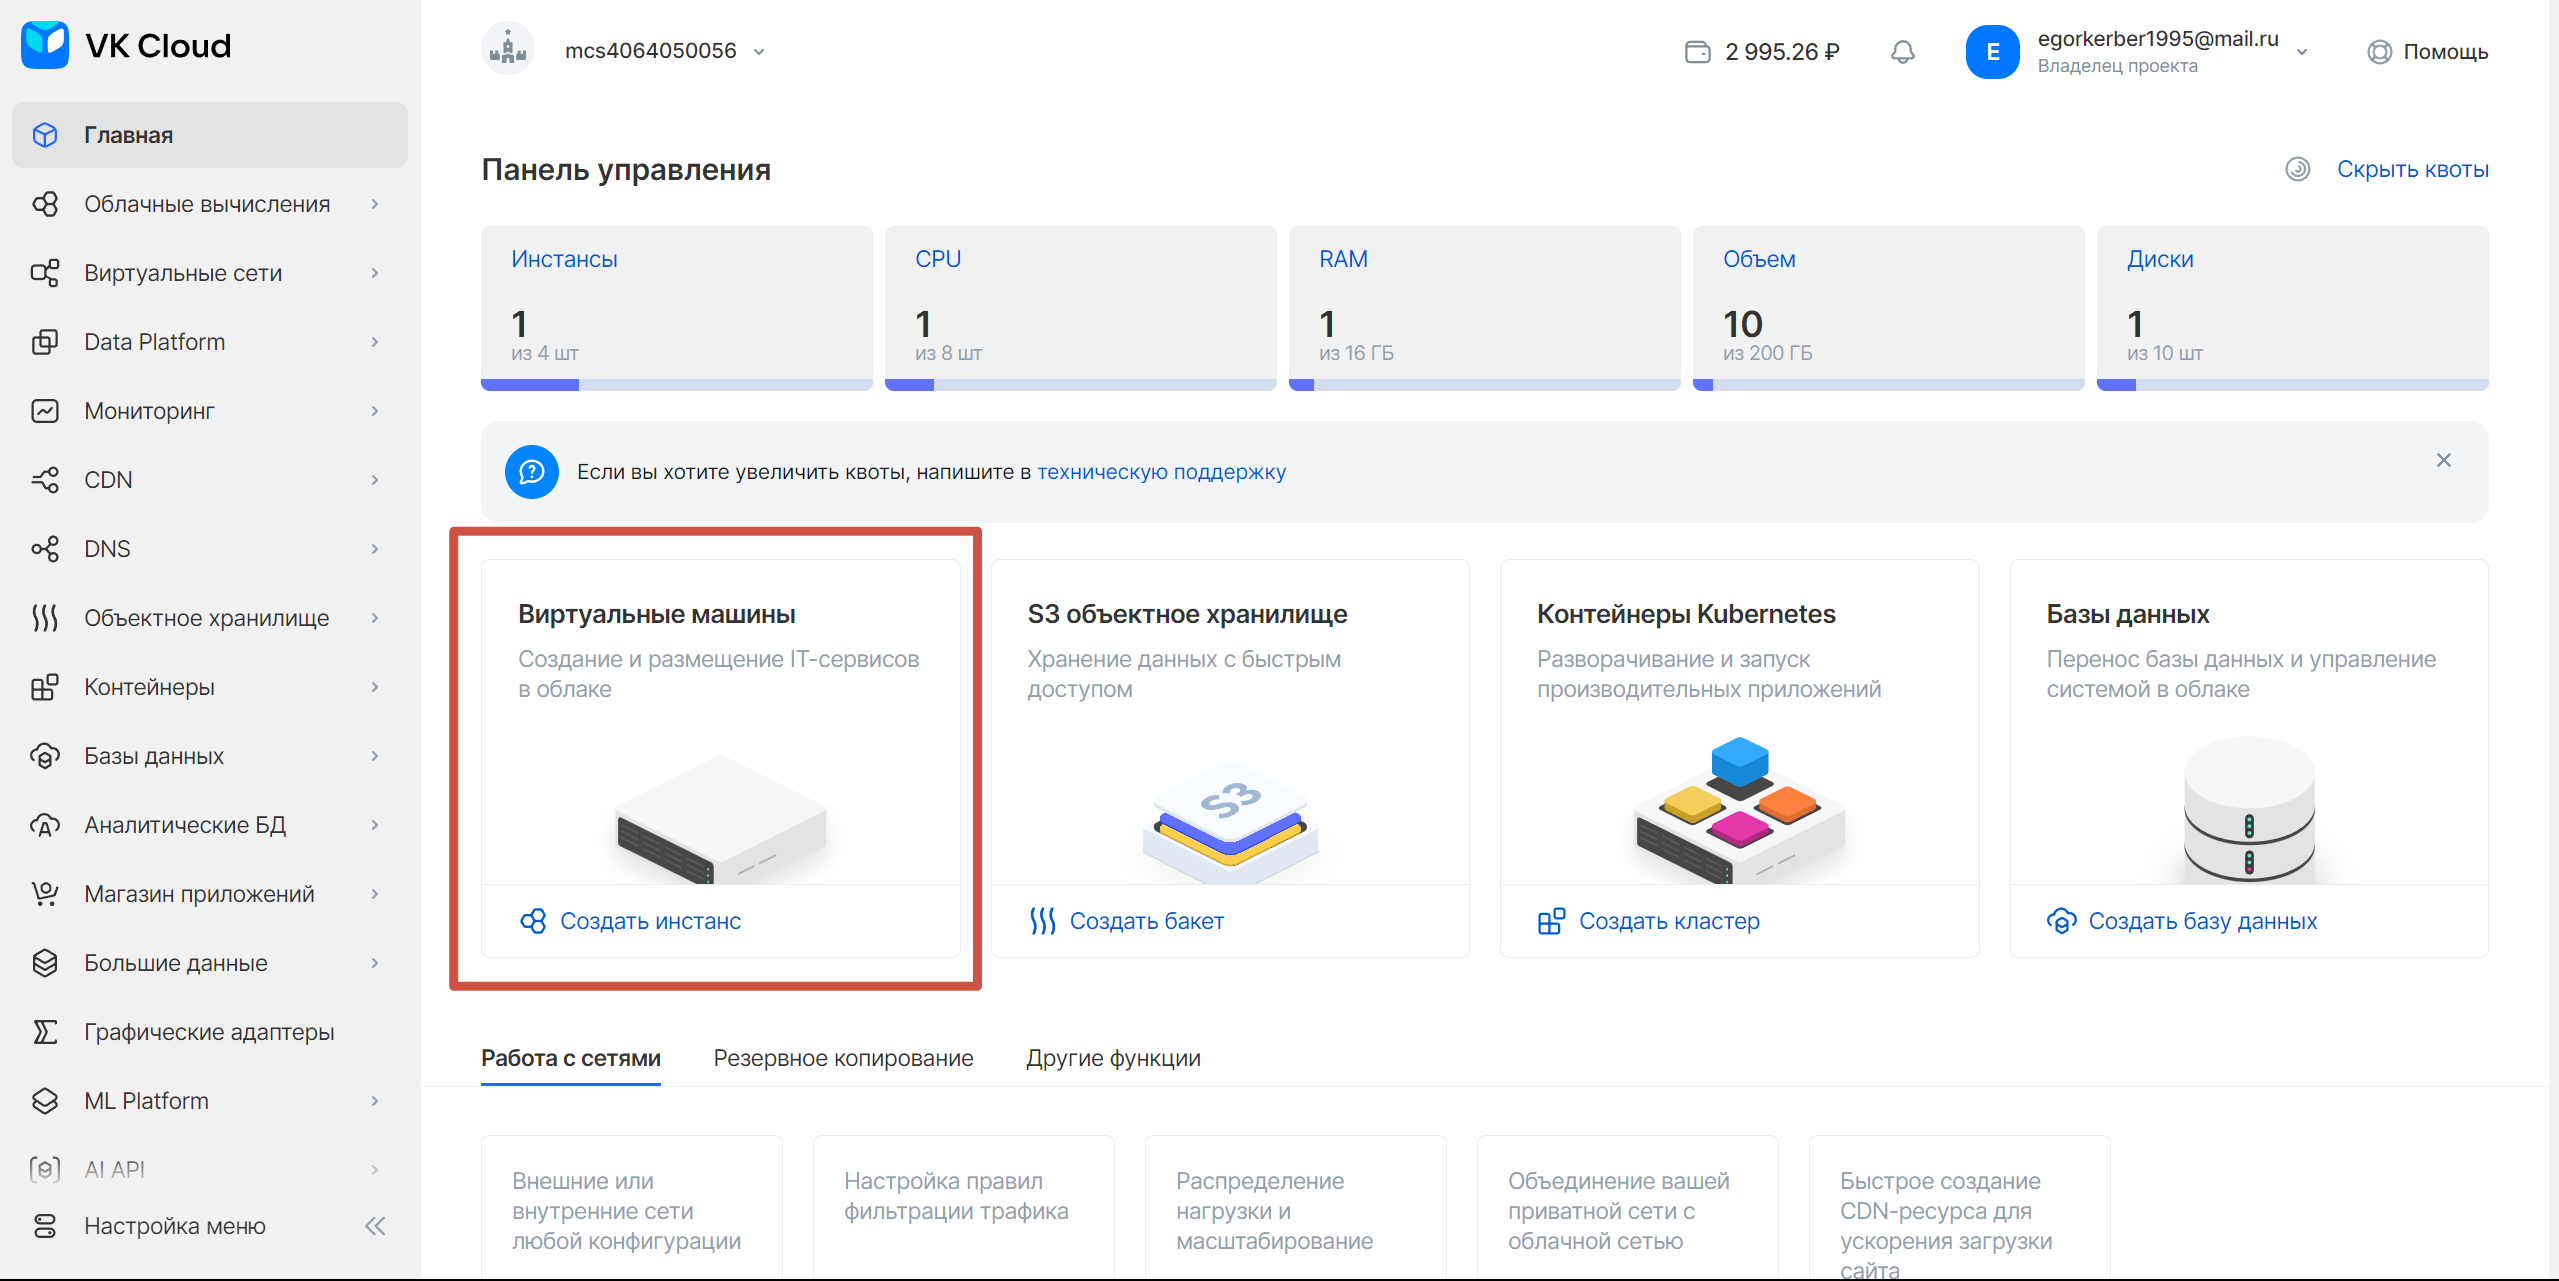 VK Cloud
mcs4064050056
2 995.26 ₽
E
egorkerber1995@mail.ru
Владелец проекта
Помощь
Главная
Облачные вычисления
Виртуальные сети
Data Platform
Мониторинг
CDN
DNS
Объектное хранилище
Контейнеры
Базы данных
Аналитические БД
Магазин приложений
Большие данные
Графические адаптеры
ML Platform
AI API
Настройка меню
Панель управления
Скрыть квоты
Инстансы
1
из 4 шт
CPU
1
из 8 шт
RAM
1
из 16 ГБ
Объем
10
из 200 ГБ
Диски
1
из 10 шт
Если вы хотите увеличить квоты, напишите в техническую поддержку
Виртуальные машины
Создание и размещение IT-сервисов
в облаке
Создать инстанс
S3 объектное хранилище
Хранение данных с быстрым
доступом
S3
Создать бакет
Контейнеры Kubernetes
Разворачивание и запуск
производительных приложений
Создать кластер
Базы данных
Перенос базы данных и управление
системой в облаке
Создать базу данных
Работа с сетями
Резервное копирование
Другие функции
Внешние или
внутренние сети
любой конфигурации
Настройка правил
фильтрации трафика
Распределение
нагрузки и
масштабирование
Объединение вашей
приватной сети с
облачной сетью
Быстрое создание
CDN-ресурса для
ускорения загрузки
сайта